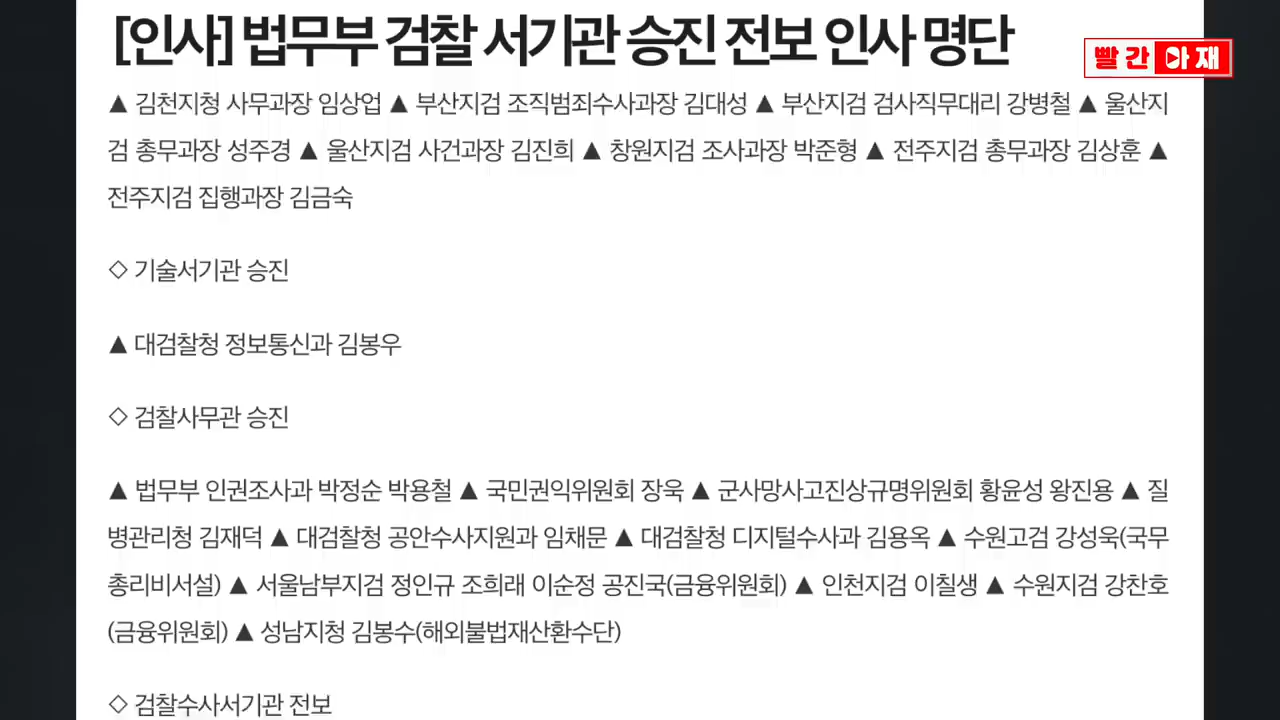 [인사] 법무부 검찰 서기관 승진 전보 인사 명단
빨간아재
▲ 김천지청 사무과장 임상업 ▲ 부산지검 조직범죄수사과장 김대성 ▲ 부산지검 검사직무대리 강병철 ▲ 울산지
검 총무과장 성주경 ▲ 울산지검 사건과장 김진희 ▲ 창원지검 조사과장 박준형 ▲ 전주지검 총무과장 김상훈 ▲
전주지검 집행과장 김금숙
◇ 기술서기관 승진
▲ 대검찰청 정보통신과 김봉우
◇ 검찰사무관 승진
▲ 법무부 인권조사과 박정순 박용철 ▲ 국민권익위원회 장욱 ▲ 군사망사고진상규명위원회 황윤성 왕진용 ▲ 질
병관리청 김재덕 ▲ 대검찰청 공안수사지원과 임채문 ▲ 대검찰청 디지털수사과 김용옥 ▲ 수원고검 강성욱(국무
총리비서설) ▲ 서울남부지검 정인규 조희래 이순정 공진국(금융위원회) ▲ 인천지검 이칠생 ▲ 수원지검 강찬호
(금융위원회) ▲ 성남지청 김봉수(해외불법재산환수단)
◇ 검찰수사서기관 전보